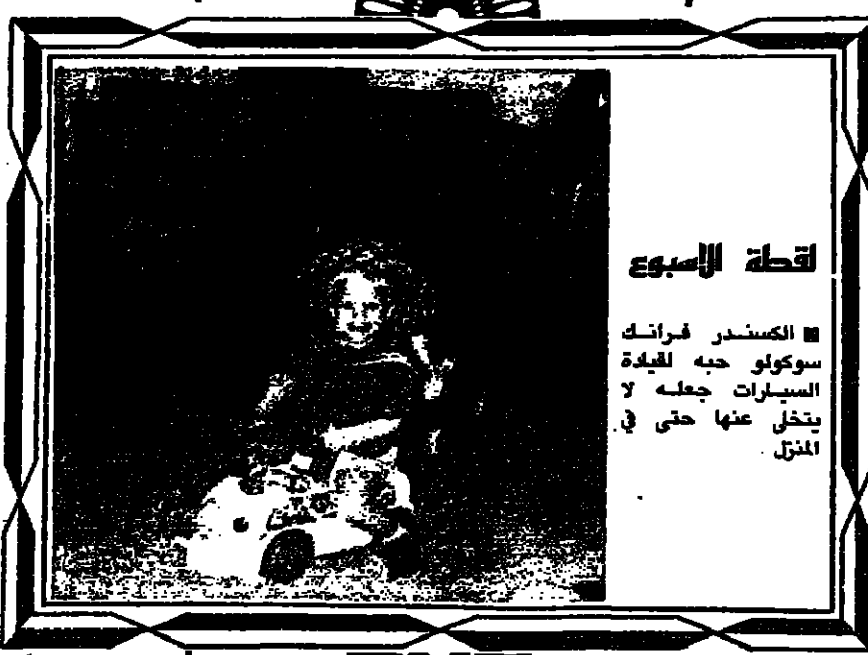 لقطة الاسبوع
الكسندر فرانك
سوكولو حبه لقيادة
السيارات جعله لا
يتخلى عنها حتى في
المنزل